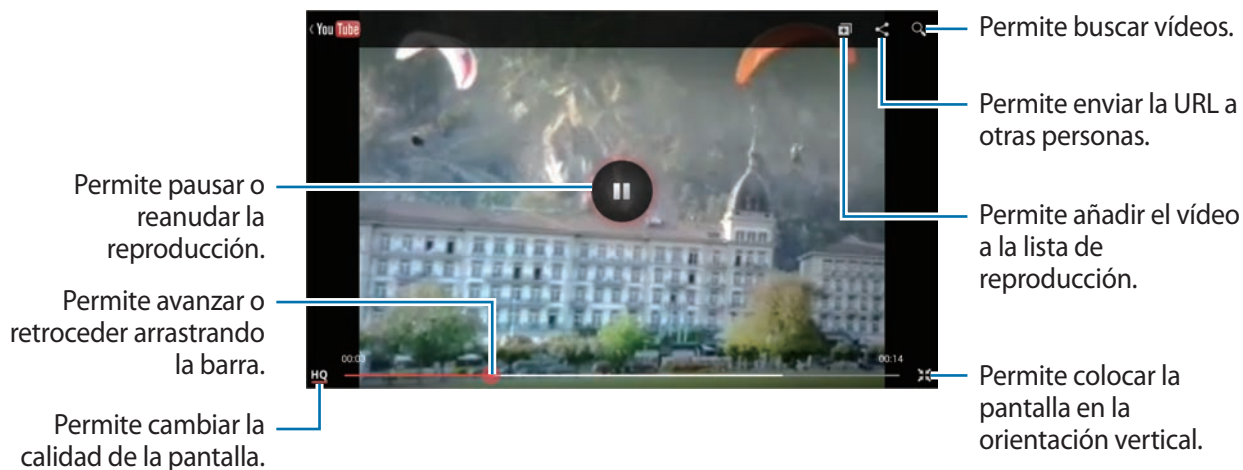 You Tube
Permite buscar vídeos.
Permite enviar la URL a
otras personas.
Permite pausar o
reanudar la
reproducción.
Permite añadir el vídeo
a la lista de
reproducción.
Permite avanzar o
retroceder arrastrando
la barra.
00:03
00:14
HQ
Permite colocar la
pantalla en la
orientación vertical.
Permite cambiar la
calidad de la pantalla.